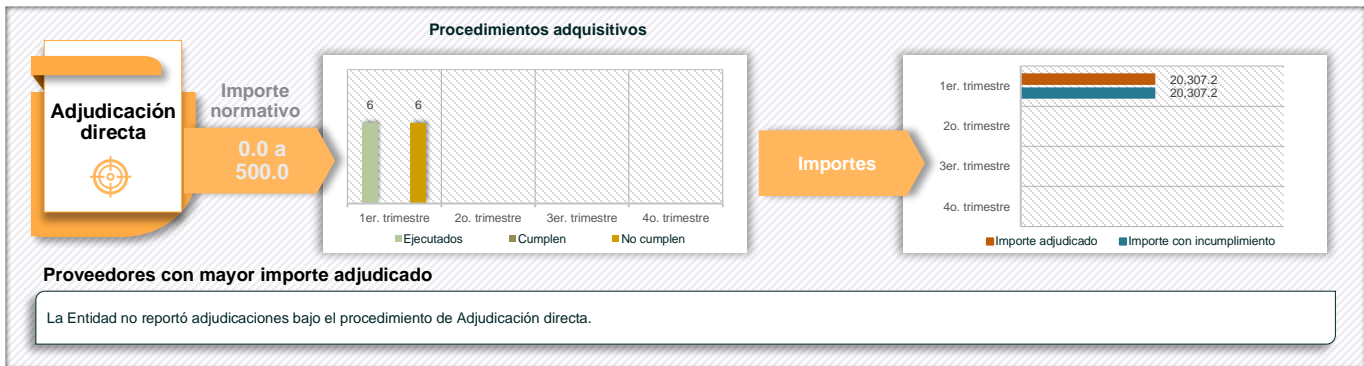 Procedimientos adquisitivos
Adjudicación
directa
Importe
normativo
0.0 a
500.0
6 6
1er. trimestre 2o. trimestre 3er. trimestre 4o. trimestre
Ejecutados Cumplen No cumplen
Importes
1er. trimestre
20,307.2
20,307.2
2o. trimestre
3er. trimestre
4o. trimestre
Importe adjudicado Importe con incumplimiento
Proveedores con mayor importe adjudicado
La Entidad no reportó adjudicaciones bajo el procedimiento de Adjudicación directa.